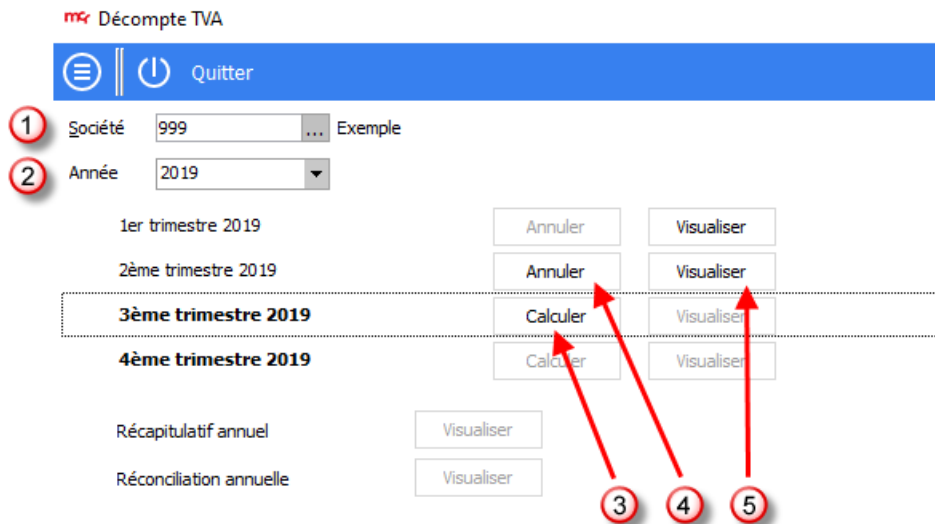 mcr Décompte TVA
Quitter
1 Société 999 ... Exemple
2 Année 2019
1er trimestre 2019 Annuler Visualiser
2ème trimestre 2019 Annuler Visualiser
3ème trimestre 2019 Calculer Visualiser
4ème trimestre 2019 Calculer Visualiser
Récapitulatif annuel Visualiser
Réconciliation annuelle Visualiser
3 4 5